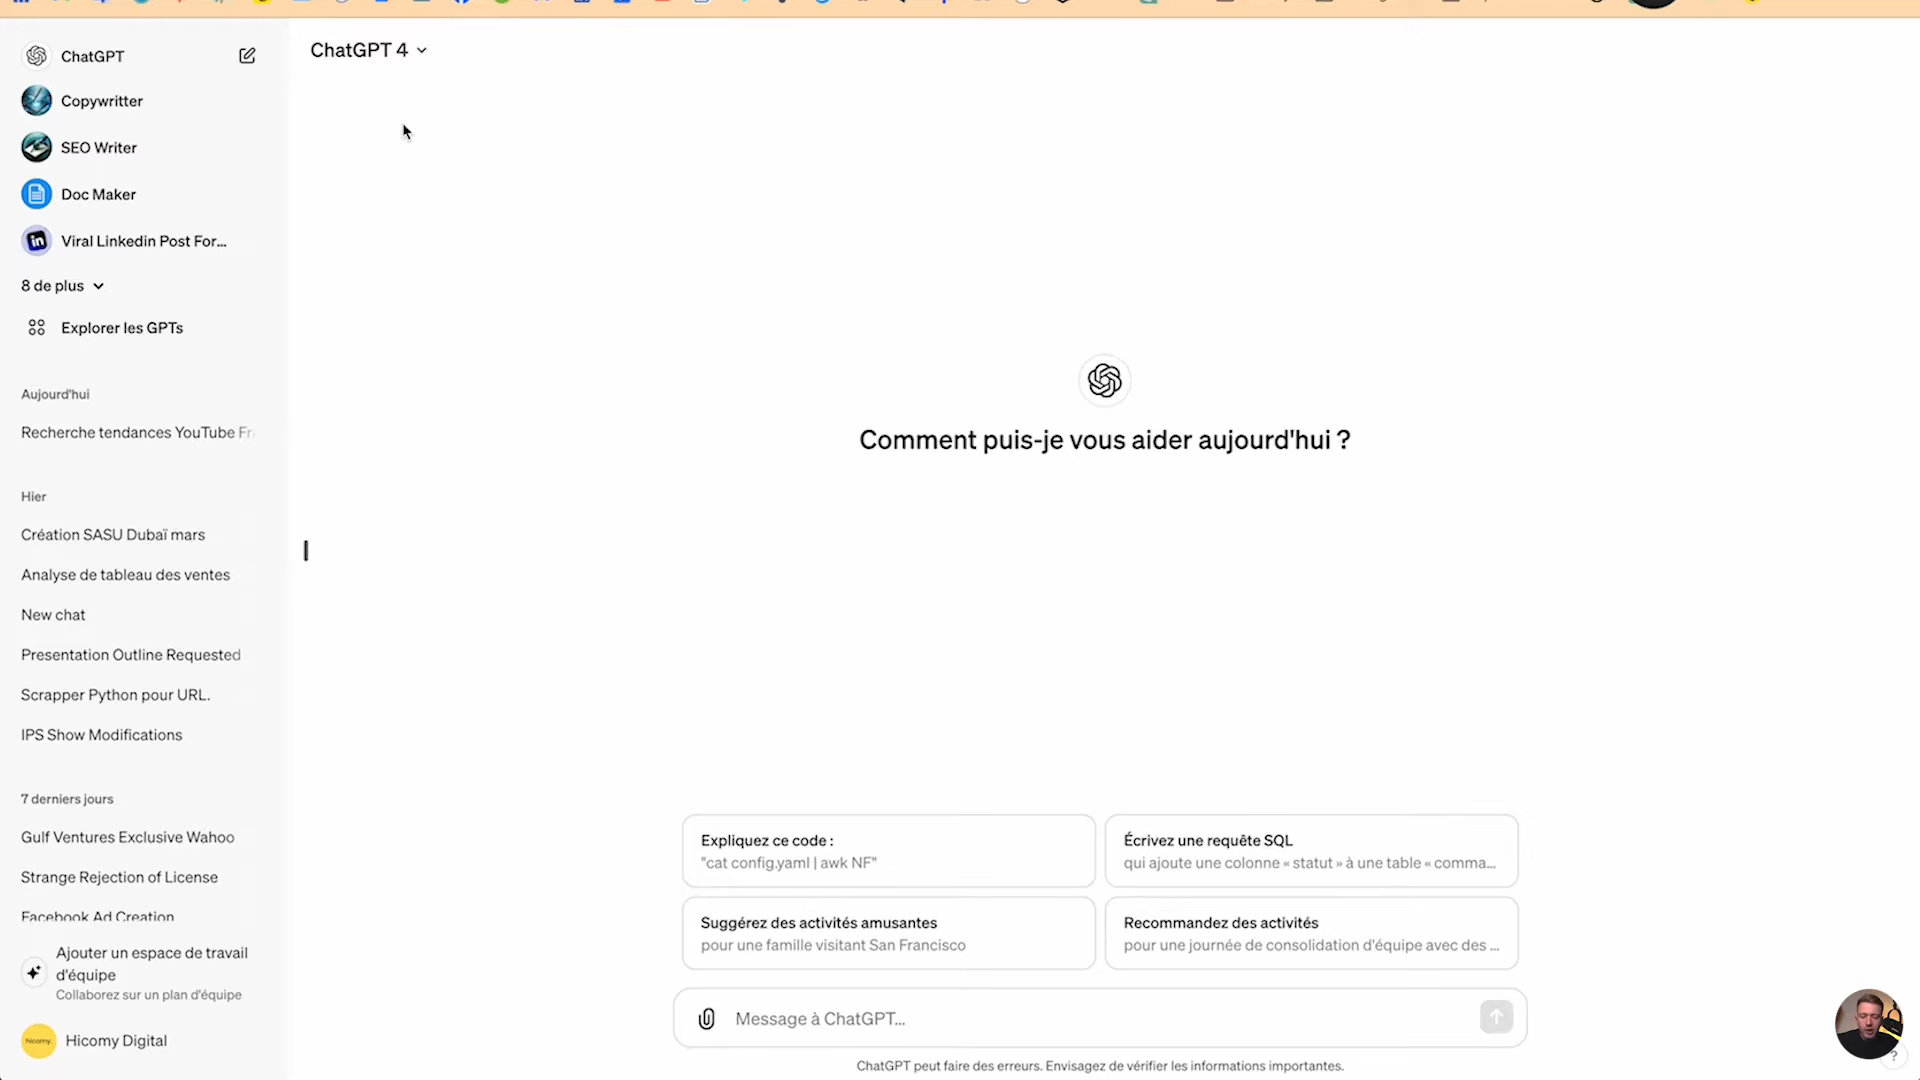 ChatGPT
Copywritter
SEO Writer
Doc Maker
Viral Linkedin Post For...
8 de plus
Explorer les GPTs
Aujourd'hui
Recherche tendances YouTube Fr
Hier
Création SASU Dubaï mars
Analyse de tableau des ventes
New chat
Presentation Outline Requested
Scrapper Python pour URL.
IPS Show Modifications
7 derniers jours
Gulf Ventures Exclusive Wahoo
Strange Rejection of License
Facebook Ad Creation
Ajouter un espace de travail
d'équipe
Collaborez sur un plan d'équipe
Hicomy.
Hicomy Digital
ChatGPT 4
Comment puis-je vous aider aujourd'hui ?
Expliquez ce code :
"cat config.yaml | awk NF"
Écrivez une requête SQL
qui ajoute une colonne « statut » à une table « comma...
Suggérez des activités amusantes
pour une famille visitant San Francisco
Recommandez des activités
pour une journée de consolidation d'équipe avec des ...
Message à ChatGPT...
ChatGPT peut faire des erreurs. Envisagez de vérifier les informations importantes.
?